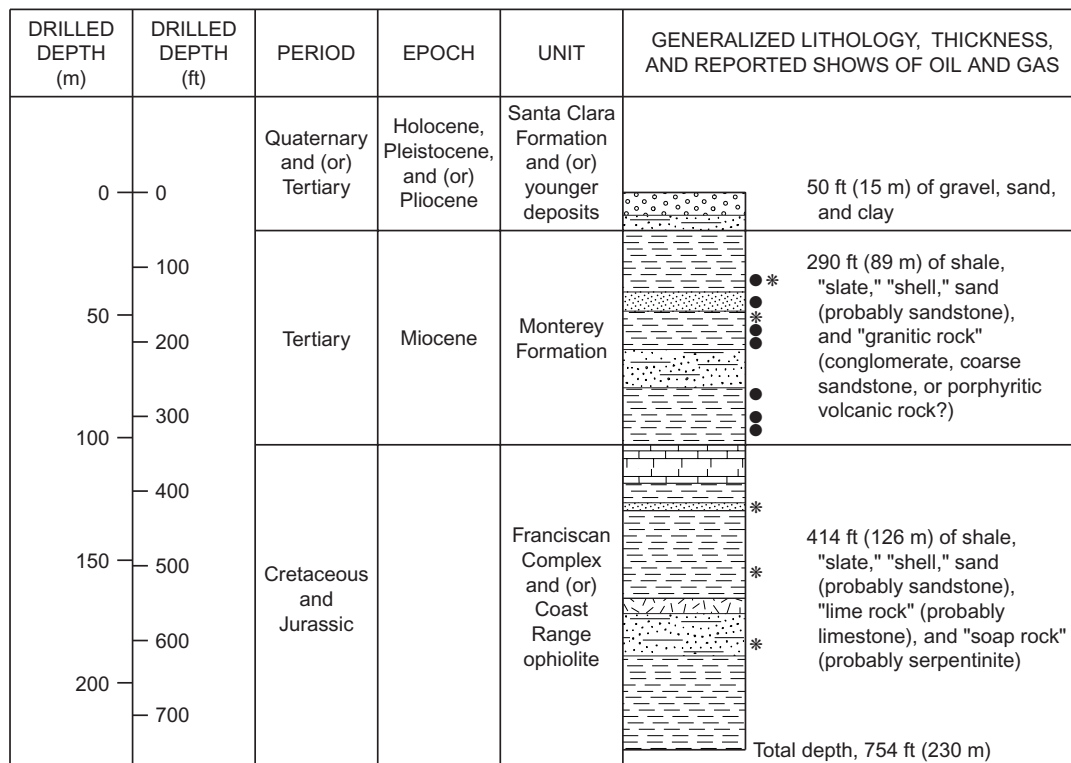 DRILLED
DEPTH
(m)
DRILLED
DEPTH
(ft)
PERIOD
EPOCH
UNIT
GENERALIZED LITHOLOGY, THICKNESS,
AND REPORTED SHOWS OF OIL AND GAS
0
50
100
150
200
0
100
200
300
400
500
600
700
Quaternary
and (or)
Tertiary
Holocene,
Pleistocene,
and (or)
Pliocene
Santa Clara
Formation
and (or)
younger
deposits
50 ft (15 m) of gravel, sand,
and clay
Tertiary
Miocene
Monterey
Formation
290 ft (89 m) of shale,
"slate," "shell," sand
(probably sandstone),
and "granitic rock"
(conglomerate, coarse
sandstone, or porphyritic
volcanic rock?)
Cretaceous
and
Jurassic
Franciscan
Complex
and (or)
Coast
Range
ophiolite
414 ft (126 m) of shale,
"slate," "shell," sand
(probably sandstone),
"lime rock" (probably
limestone), and "soap rock"
(probably serpentinite)
Total depth, 754 ft (230 m)